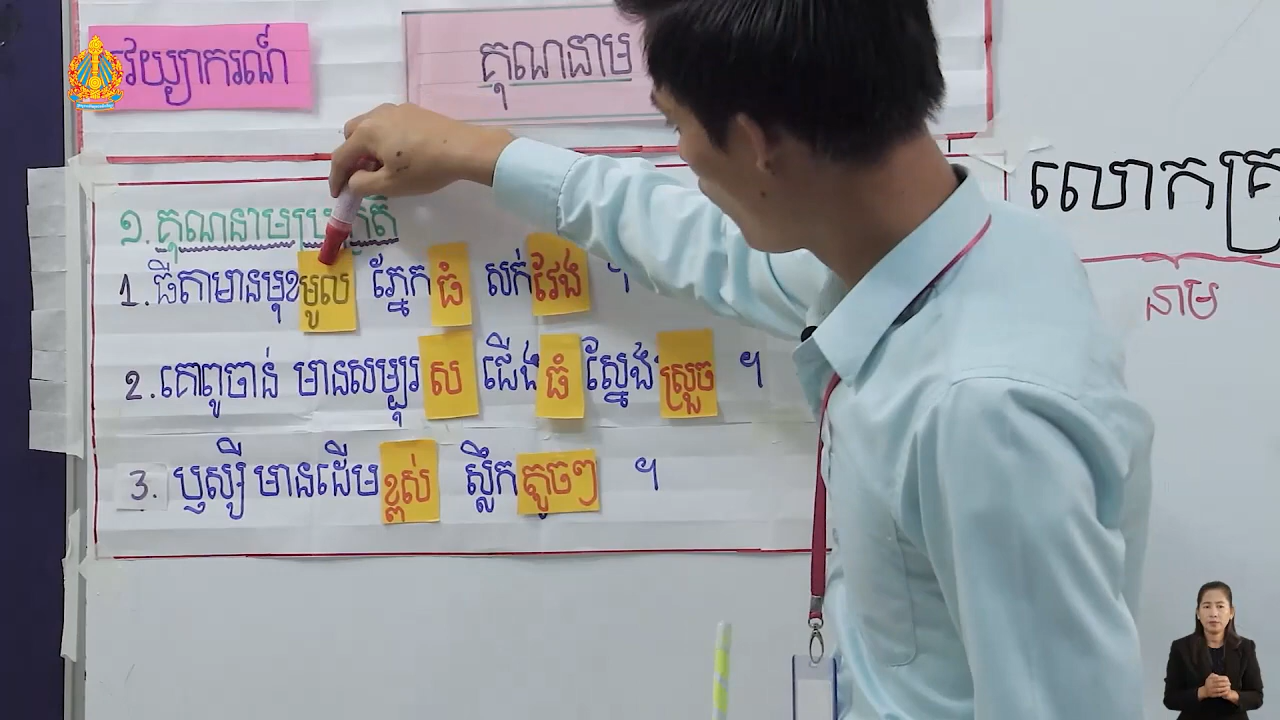 វេយ្យាករណ៍
គុណនាម
១. គុណនាមប្រកិតិ
1. ធីតាមានមុខមូល ភ្នែកធំ សក់វែង ។
2. គោពូចាន់ មានសម្បុរស ជើងធំ ស្នែងស្រួច ។
3. ឫស្សី មានដើមខ្ពស់ ស្លឹកតូចៗ ។
លោកគ្រូ
នាម